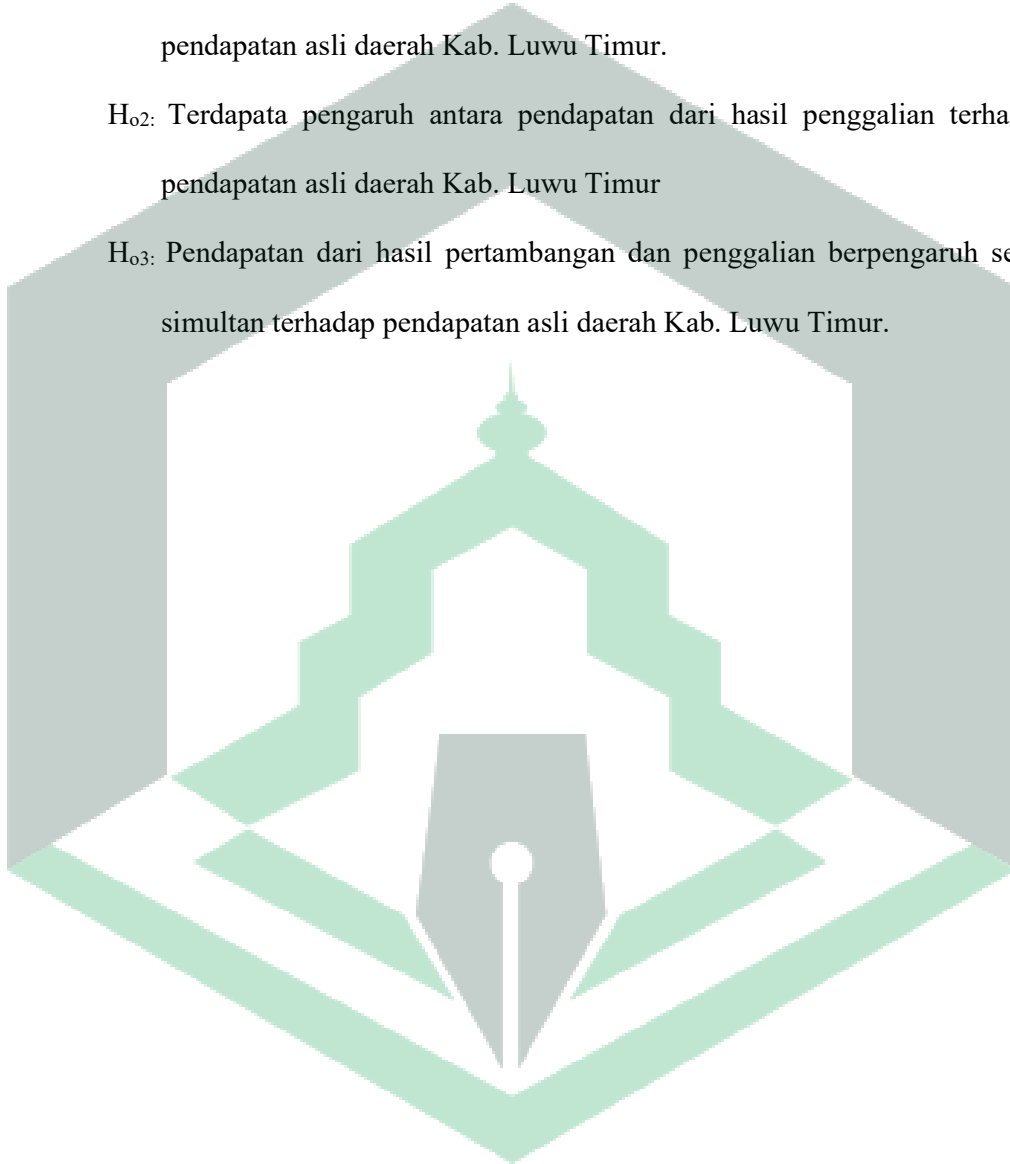 pendapatan asli daerah Kab. Luwu Timur.
Ho2: Terdapata pengaruh antara pendapatan dari hasil penggalian
pendapatan asli daerah Kab. Luwu Timur
Ho3: Pendapatan dari hasil pertambangan dan penggalian berpengaruh
simultan terhadap pendapatan asli daerah Kab. Luwu Timur.